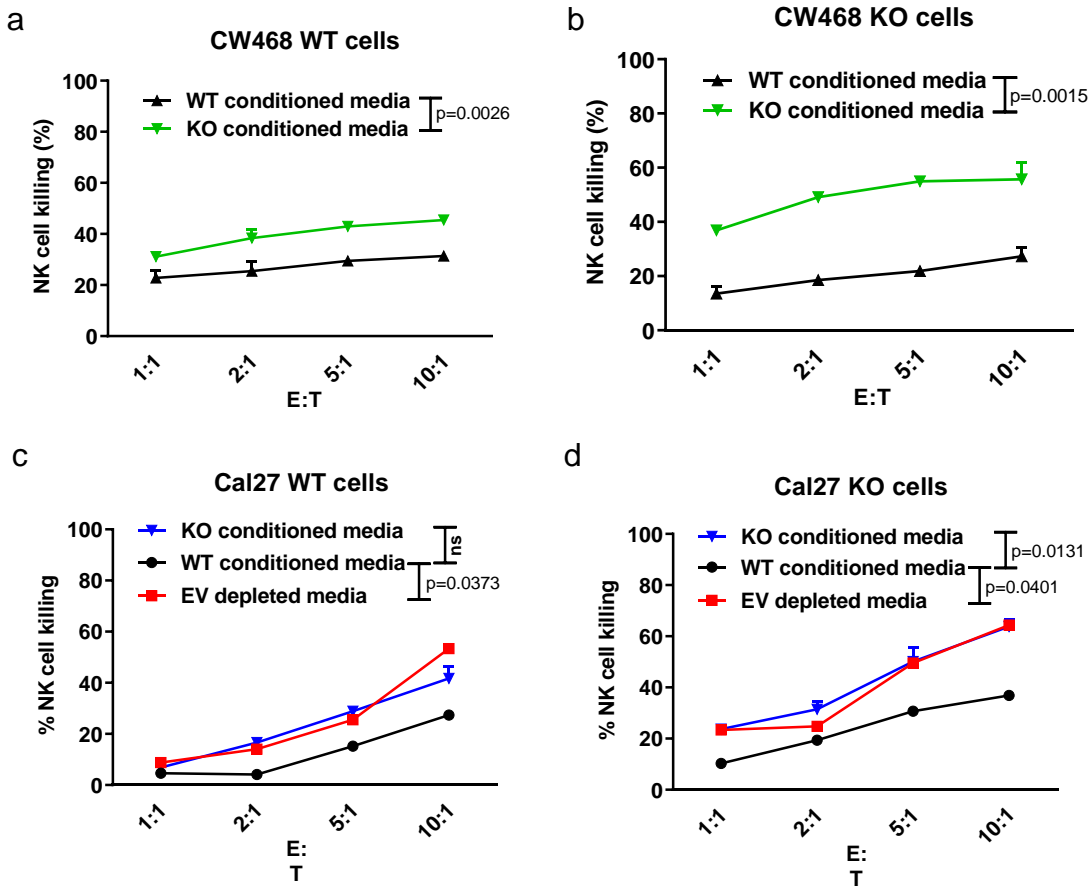 a
CW468 WT cells
NK cell killing (%)
100
80
60
40
20
0
WT conditioned media
KO conditioned media
p=0.0026
1:1
2:1
5:1
10:1
E:T
b
CW468 KO cells
NK cell killing (%)
100
80
60
40
20
0
WT conditioned media
KO conditioned media
p=0.0015
1:1
2:1
5:1
10:1
E:T
c
Cal27 WT cells
% NK cell killing
100
80
60
40
20
0
KO conditioned media
WT conditioned media
EV depleted media
ns
p=0.0373
1:1
2:1
5:1
10:1
E:
T
d
Cal27 KO cells
% NK cell killing
100
80
60
40
20
0
KO conditioned media
WT conditioned media
EV depleted media
p=0.0131
p=0.0401
1:1
2:1
5:1
10:1
E:
T